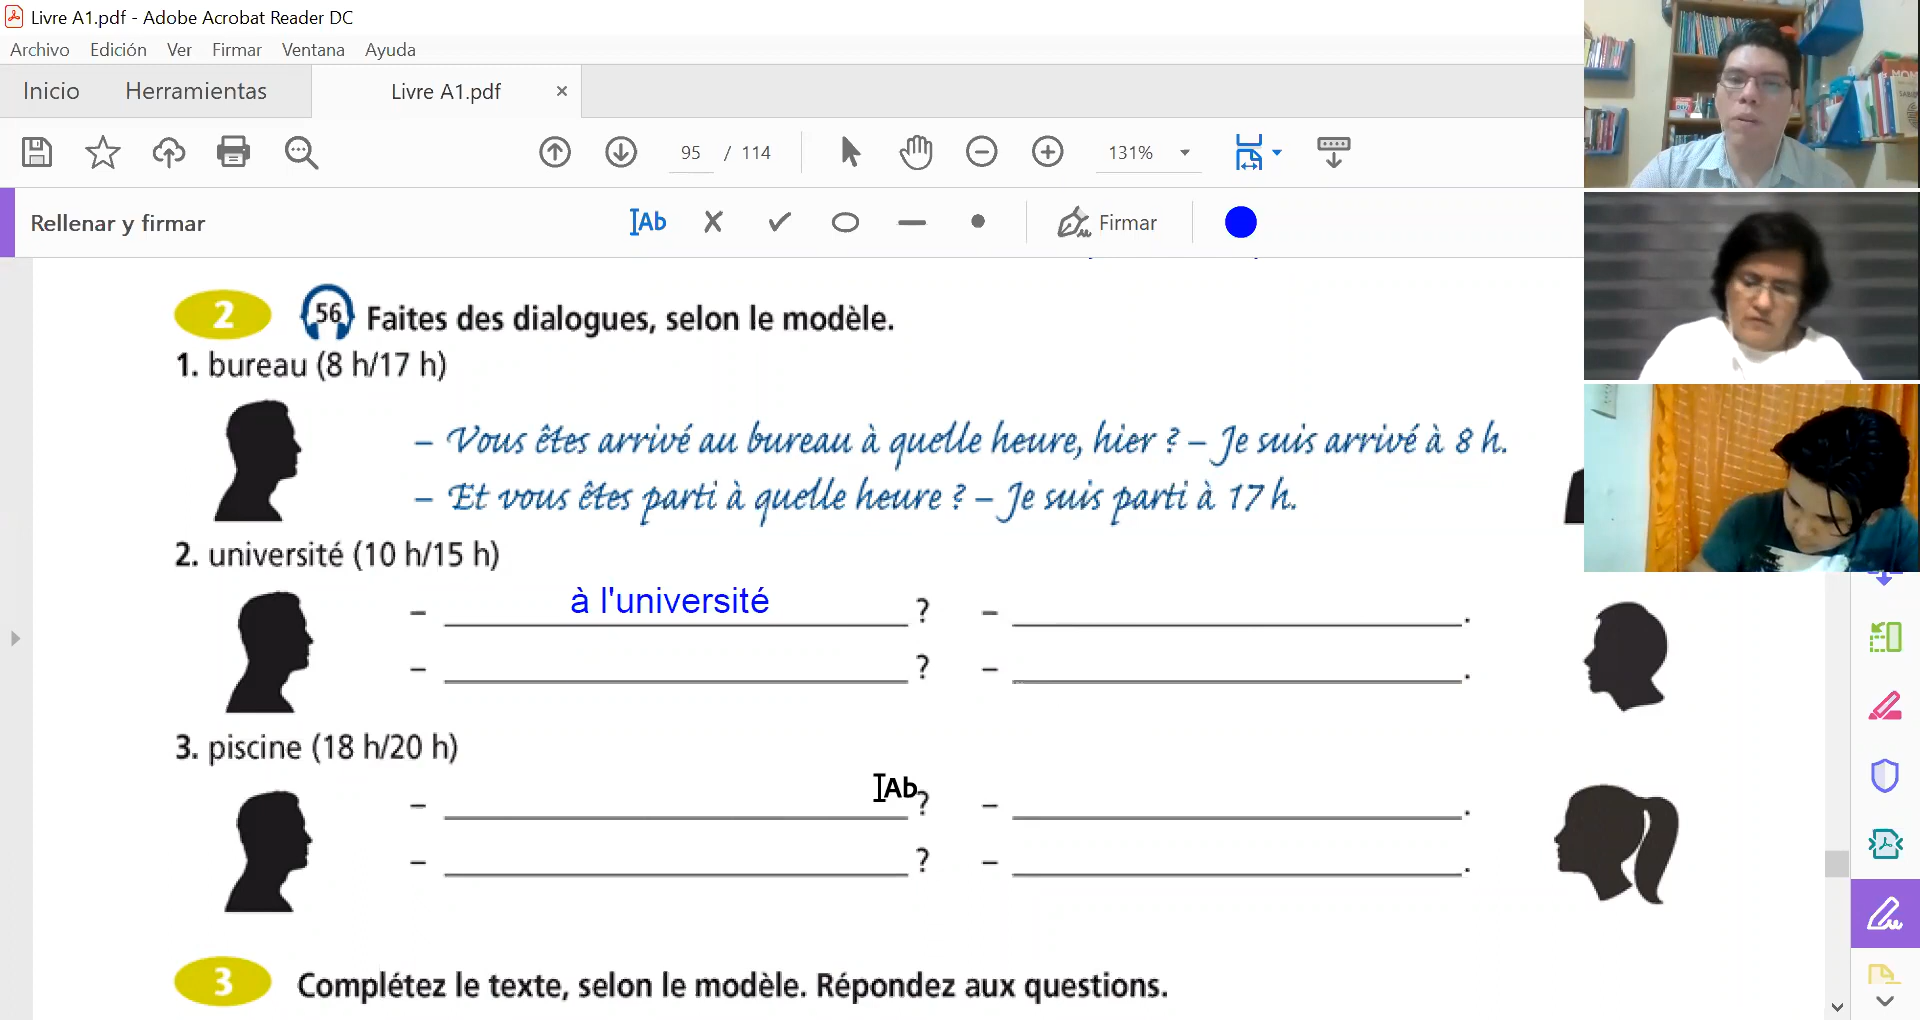 Livre A1.pdf - Adobe Acrobat Reader DC
Archivo Edición Ver Firmar Ventana Ayuda
Inicio Herramientas Livre A1.pdf ×
95 / 114 131%
Rellenar y firmar Ab Firmar
2 56 Faites des dialogues, selon le modèle.
1. bureau (8 h/17 h)
– Vous êtes arrivé au bureau à quelle heure, hier ? – Je suis arrivé à 8 h.
– Et vous êtes parti à quelle heure ? – Je suis parti à 17 h.
2. université (10 h/15 h)
– à l'université ? – .
– ? – .
3. piscine (18 h/20 h)
Ab
– ? – .
– ? – .
3 Complétez le texte, selon le modèle. Répondez aux questions.